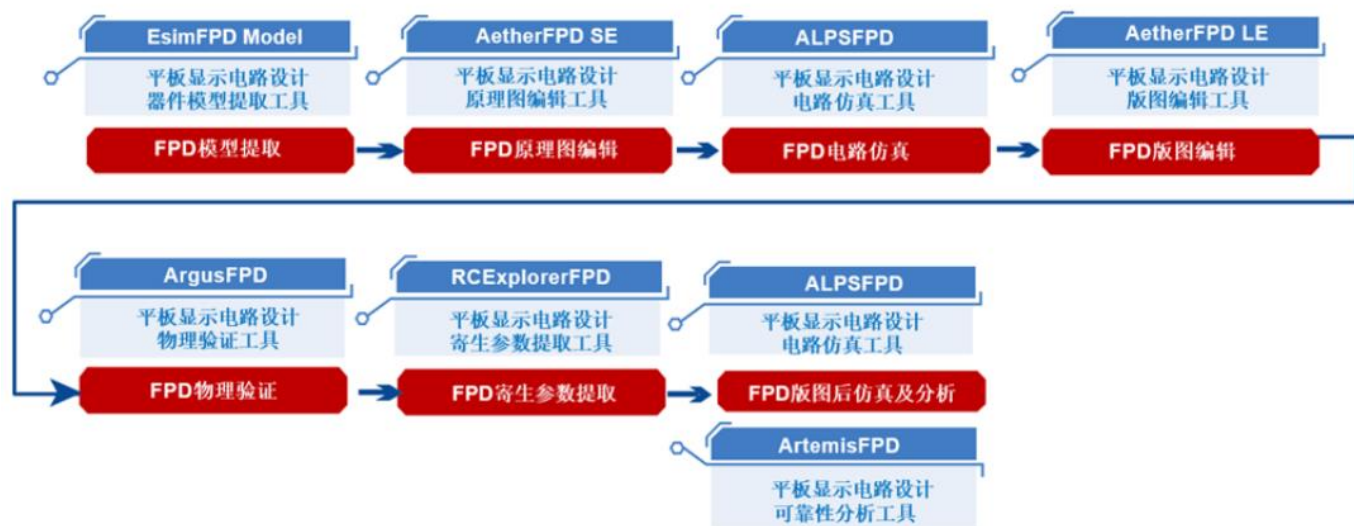 EsimFPD Model
平板显示电路设计
器件模型提取工具
FPD模型提取
AetherFPD SE
平板显示电路设计
原理图编辑工具
FPD原理图编辑
ALPSFPD
平板显示电路设计
电路仿真工具
FPD电路仿真
AetherFPD LE
平板显示电路设计
版图编辑工具
FPD版图编辑
ArgusFPD
平板显示电路设计
物理验证工具
FPD物理验证
RCExplorerFPD
平板显示电路设计
寄生参数提取工具
FPD寄生参数提取
ALPSFPD
平板显示电路设计
电路仿真工具
FPD版图后仿真及分析
ArtemisFPD
平板显示电路设计
可靠性分析工具